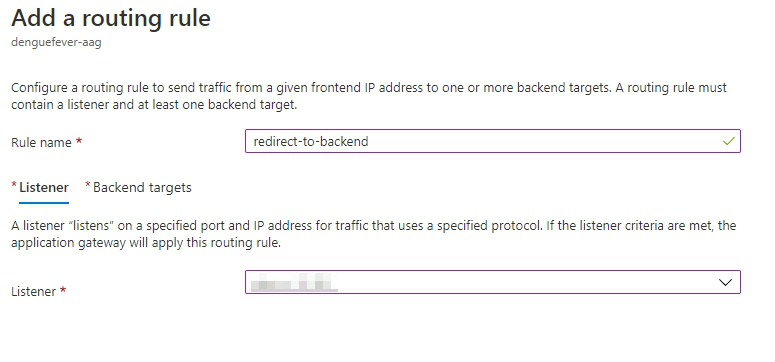 Add a routing rule
denguefever-aag
Configure a routing rule to send traffic from a given frontend IP address to one or more backend targets. A routing rule must
contain a listener and at least one backend target.
Rule name *
redirect-to-backend
* Listener * Backend targets
A listener “listens” on a specified port and IP address for traffic that uses a specified protocol. If the listener criteria are met, the
application gateway will apply this routing rule.
Listener *